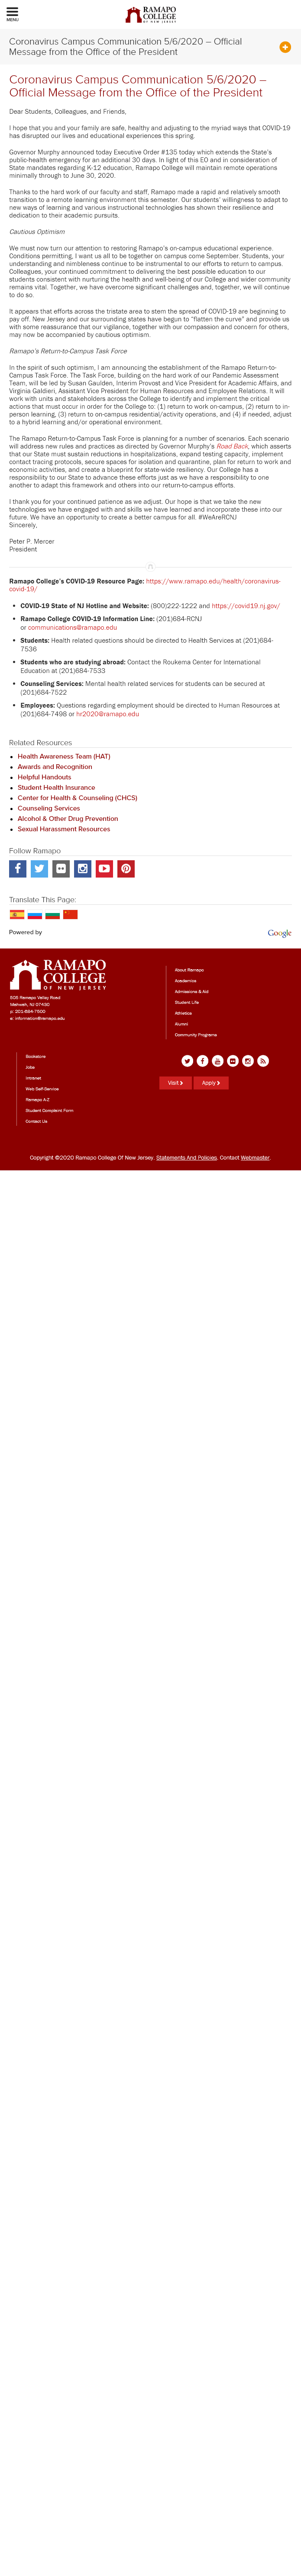 MENU
RAMAPO
COLLEGE
OF NEW JERSEY
Coronavirus Campus Communication 5/6/2020 – Official
Message from the Office of the President
Coronavirus Campus Communication 5/6/2020 –
Official Message from the Office of the President
Dear Students, Colleagues, and Friends,
I hope that you and your family are safe, healthy and adjusting to the myriad ways that COVID-19
has disrupted our lives and educational experiences this spring.
Governor Murphy announced today Executive Order #135 today which extends the State's
public-health emergency for an additional 30 days. In light of this EO and in consideration of
State mandates regarding K-12 education, Ramapo College will maintain remote operations
minimally through to June 30, 2020.
Thanks to the hard work of our faculty and staff, Ramapo made a rapid and relatively smooth
transition to a remote learning environment this semester. Our students' willingness to adapt to
unique forms of learning and various instructional technologies has shown their resilience and
dedication to their academic pursuits.
Cautious Optimism
We must now turn our attention to restoring Ramapo's on-campus educational experience.
Conditions permitting, I want us all to be together on campus come September. Students, your
understanding and nimbleness continue to be instrumental to our efforts to return to campus.
Colleagues, your continued commitment to delivering the best possible education to our
students is inspirational, and your consistent support of one another and of our wider community
remains vital. Together, we have overcome significant challenges and, together, we will continue
to do so.
It appears that efforts across the tristate area to stem the spread of COVID-19 are beginning to
pay off. New Jersey and our surrounding states have begun to "flatten the curve" and provide us
with some reassurance that our vigilance, together with our compassion and concern for others,
may now be accompanied by cautious optimism.
Ramapo's Return-to-Campus Task Force
In the spirit of such optimism, I am announcing the establishment of the Ramapo Return-to-
Campus Task Force. The Task Force, building on the work of our Pandemic Assessment
Team, will be led by Susan Gaulden, Interim Provost and Vice President for Academic Affairs, and
Virginia Galdieri, Assistant Vice President for Human Resources and Employee Relations. It will
work with units and individuals across the College to identify and implement the critical
actions that must occur in order for the College to: (1) return to work on-campus, (2) return to in-
person learning, (3) return to on-campus residential/activity operations, and (4) if needed, adjust
to a hybrid learning and/or operational environment.
The Ramapo Return-to-Campus Task Force is planning for a number of scenarios. Each scenario
will address new rules and practices as directed by Governor Murphy's Road Back, which asserts
that our State must sustain reductions in hospitalizations, expand testing capacity, implement
contact tracing protocols, secure spaces for isolation and quarantine, plan for return to work and
economic activities, and create a blueprint for state-wide resiliency. Our College has a
responsibility to our State to advance these efforts just as we have a responsibility to one
another to adapt this framework and others into our return-to-campus efforts.
I thank you for your continued patience as we adjust. Our hope is that we take the new
technologies we have engaged with and skills we have learned and incorporate these into the
future. We have an opportunity to create a better campus for all. #WeAreRCNJ
Sincerely,
Peter P. Mercer
President
Ramapo College's COVID-19 Resource Page: https://www.ramapo.edu/health/coronavirus-
covid-19/
COVID-19 State of NJ Hotline and Website: (800)222-1222 and https://covid19.nj.gov/
Ramapo College COVID-19 Information Line: (201)684-RCNJ
or communications@ramapo.edu
Students: Health related questions should be directed to Health Services at (201)684-
7536
Students who are studying abroad: Contact the Roukema Center for International
Education at (201)684-7533
Counseling Services: Mental health related services for students can be secured at
(201)684-7522
Employees: Questions regarding employment should be directed to Human Resources at
(201)684-7498 or hr2020@ramapo.edu
Related Resources
Health Awareness Team (HAT)
Awards and Recognition
Helpful Handouts
Student Health Insurance
Center for Health & Counseling (CHCS)
Counseling Services
Alcohol & Other Drug Prevention
Sexual Harassment Resources
Follow Ramapo
Translate This Page:
Powered by
Google
RAMAPO
COLLEGE
OF NEW JERSEY
505 Ramapo Valley Road
Mahwah, NJ 07430
p: 201-684-7500
e: information@ramapo.edu
About Ramapo
Academics
Admissions & Aid
Student Life
Athletics
Alumni
Community Programs
Bookstore
Jobs
Intranet
Web Self-Service
Ramapo A-Z
Student Complaint Form
Contact Us
Visit
Apply
Copyright ©2020 Ramapo College Of New Jersey. Statements And Policies. Contact Webmaster.